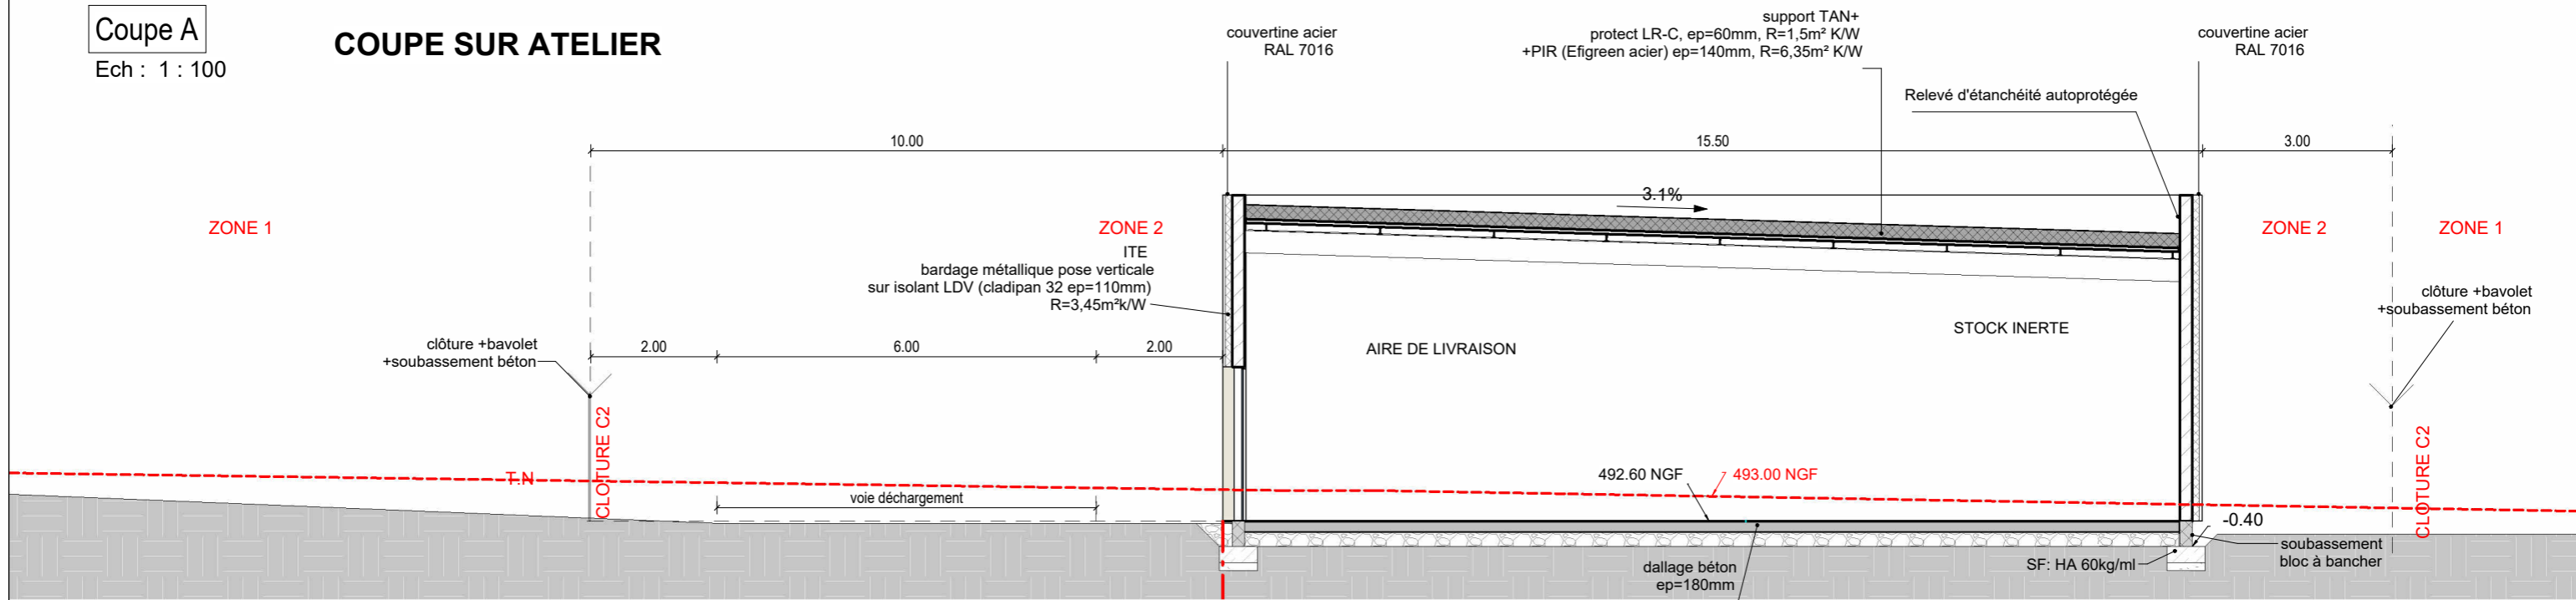 Coupe A
Ech : 1 : 100
COUPE SUR ATELIER
couvertine acier
RAL 7016
support TAN+
protect LR-C, ep=60mm, R=1,5m² K/W
+PIR (Efigreen acier) ep=140mm, R=6,35m² K/W
couvertine acier
RAL 7016
Relevé d'étanchéité autoprotégée
10.00
15.50
3.00
3.1%
ZONE 1
ZONE 2
ZONE 2
ZONE 1
ITE
bardage métallique pose verticale
sur isolant LDV (cladipan 32 ep=110mm)
R=3,45m²k/W
clôture +bavolet
+soubassement béton
clôture +bavolet
+soubassement béton
2.00
6.00
2.00
AIRE DE LIVRAISON
STOCK INERTE
CLOTURE C2
CLOTURE C2
T.N
492.60 NGF
493.00 NGF
voie déchargement
-0.40
soubassement
bloc à bancher
SF: HA 60kg/ml
dallage béton
ep=180mm